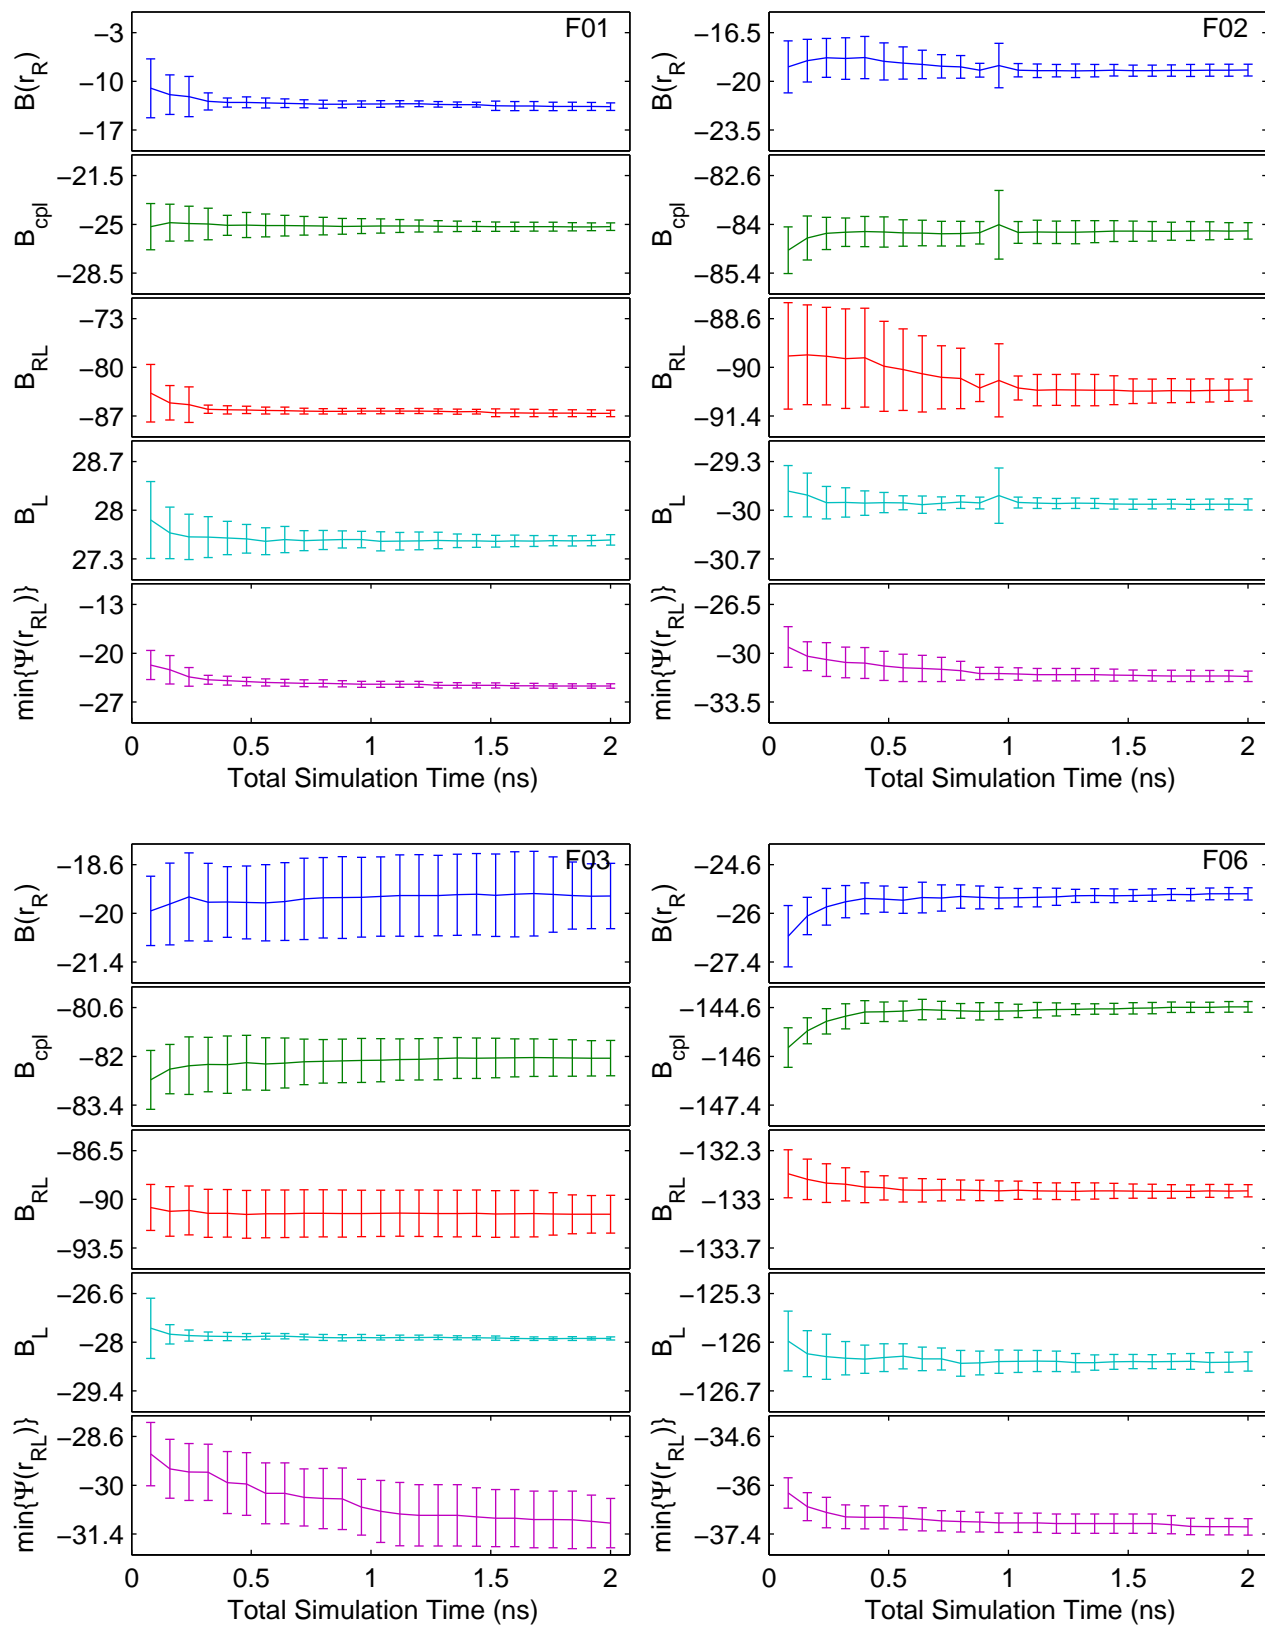 F01
B(r_R)
−3
−10
−17
B_cpl
−21.5
−25
−28.5
B_RL
−73
−80
−87
B_L
28.7
28
27.3
min{Ψ(r_RL)}
−13
−20
−27
0 0.5 1 1.5 2
Total Simulation Time (ns)
F02
B(r_R)
−16.5
−20
−23.5
B_cpl
−82.6
−84
−85.4
B_RL
−88.6
−90
−91.4
B_L
−29.3
−30
−30.7
min{Ψ(r_RL)}
−26.5
−30
−33.5
0 0.5 1 1.5 2
Total Simulation Time (ns)
F03
B(r_R)
−18.6
−20
−21.4
B_cpl
−80.6
−82
−83.4
B_RL
−86.5
−90
−93.5
B_L
−26.6
−28
−29.4
min{Ψ(r_RL)}
−28.6
−30
−31.4
0 0.5 1 1.5 2
Total Simulation Time (ns)
F06
B(r_R)
−24.6
−26
−27.4
B_cpl
−144.6
−146
−147.4
B_RL
−132.3
−133
−133.7
B_L
−125.3
−126
−126.7
min{Ψ(r_RL)}
−34.6
−36
−37.4
0 0.5 1 1.5 2
Total Simulation Time (ns)